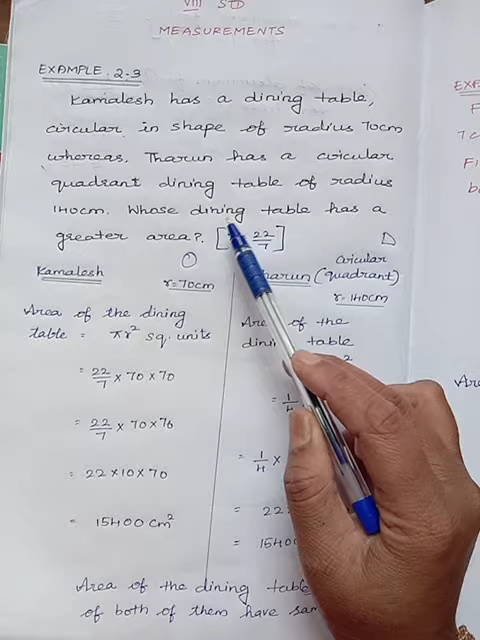 VIII STD
MEASUREMENTS
EXAMPLE 2.3
Kamalesh has a dining table,
circular in shape of radius 70cm
whereas, Tharun has a circular
quadrant dining table of radius
140cm. Whose dining table has a
greater area? [ 22/7 ]
Kamalesh
r=70cm
Area of the dining
table = πr² sq. units
= 22/7 × 70 × 70
= 22/7 × 70 × 70
= 22 × 10 × 70
= 15400 cm²
circular
(quadrant)
r=140cm
Area of the
dining table
2
= 1/4
= 1/4 ×
= 22
= 1540
Area of the dining table
of both of them have